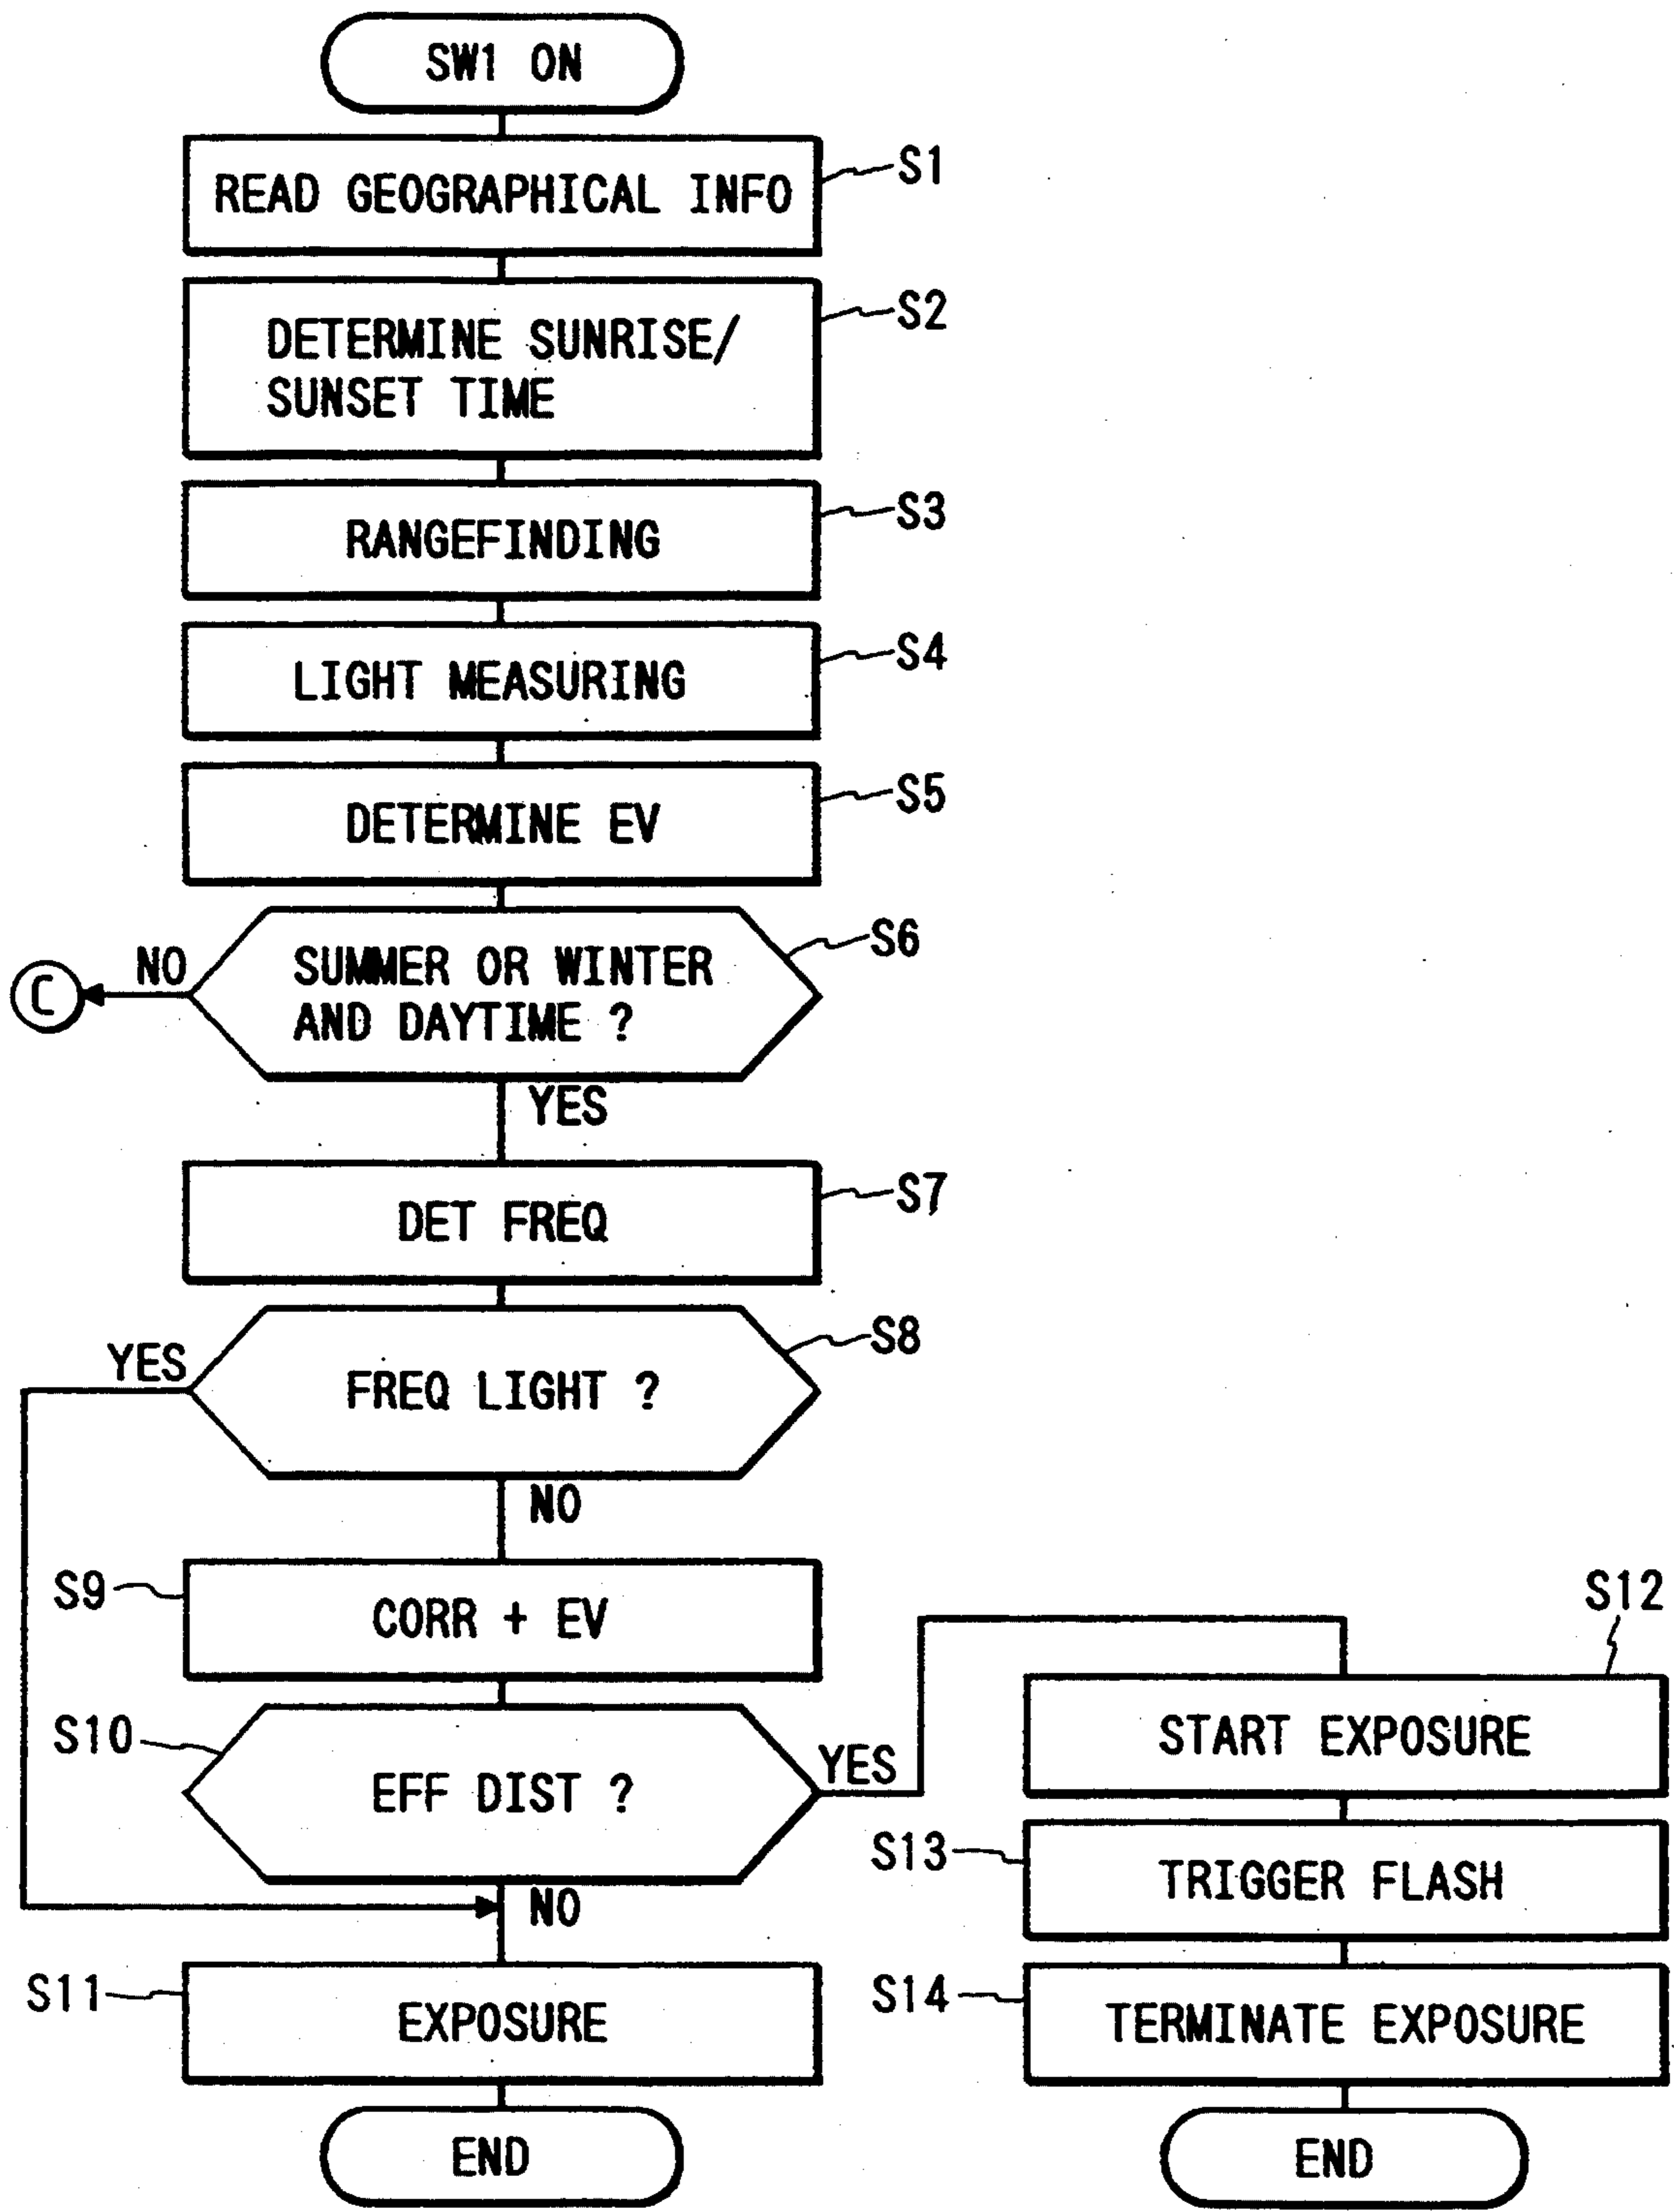 SW1 ON
READ GEOGRAPHICAL INFO
S1
DETERMINE SUNRISE/
SUNSET TIME
S2
RANGEFINDING
S3
LIGHT MEASURING
S4
DETERMINE EV
S5
SUMMER OR WINTER
AND DAYTIME ?
S6
NO
C
YES
DET FREQ
S7
FREQ LIGHT ?
S8
YES
NO
S9
CORR + EV
S10
EFF DIST ?
YES
NO
S11
EXPOSURE
END
S12
START EXPOSURE
S13
TRIGGER FLASH
S14
TERMINATE EXPOSURE
END